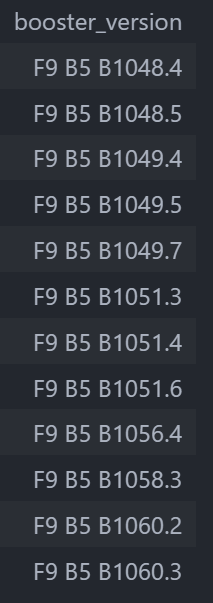 booster_version
F9 B5 B1048.4
F9 B5 B1048.5
F9 B5 B1049.4
F9 B5 B1049.5
F9 B5 B1049.7
F9 B5 B1051.3
F9 B5 B1051.4
F9 B5 B1051.6
F9 B5 B1056.4
F9 B5 B1058.3
F9 B5 B1060.2
F9 B5 B1060.3